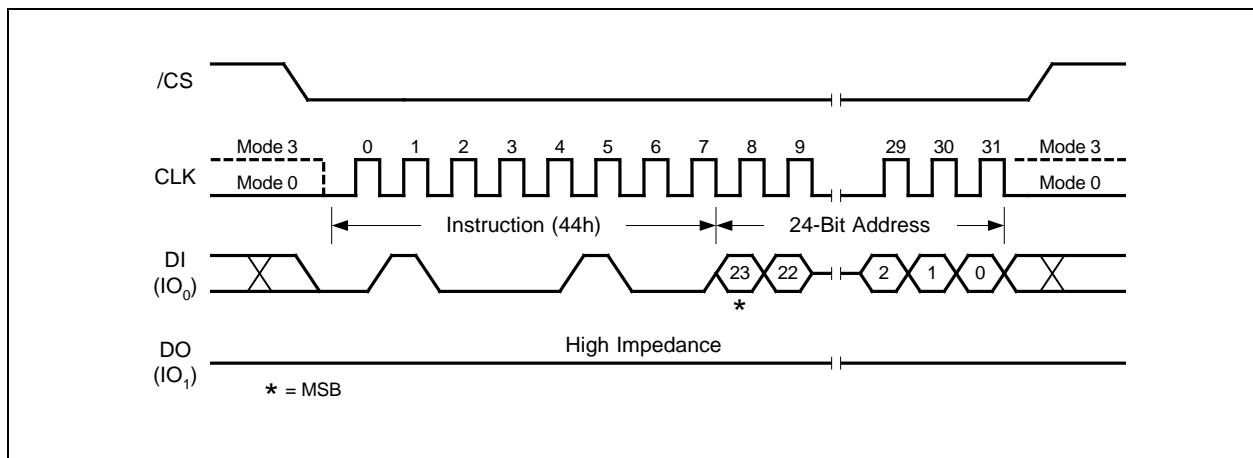 /CS
Mode 3 0 1 2 3 4 5 6 7 8 9 29 30 31 Mode 3
CLK Mode 0 Mode 0
Instruction (44h) 24-Bit Address
DI
(IO₀) 23 22 2 1 0
*
DO High Impedance
(IO₁)
* = MSB